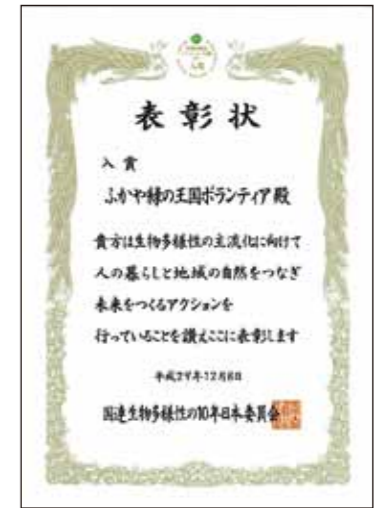 表彰状
入賞
ふかや緑の王国ボランティア殿
貴方は生物多様性の主流化に向けて
人の暮らしと地域の自然をつなぎ
未来をつくるアクションを
行っていることを讃えここに表彰します
平成29年12月6日
国連生物多様性の10年日本委員会